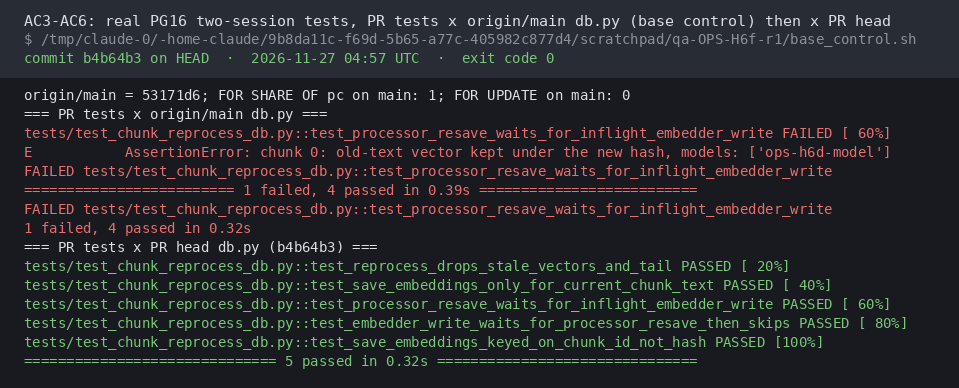 AC3-AC6: real PG16 two-session tests, PR tests x origin/main db.py (base control) then x PR head
$ /tmp/claude-0/-home-claude/9b8da11c-f69d-5b65-a77c-405982c877d4/scratchpad/qa-OPS-H6f-r1/base_control.sh
commit b4b64b3 on HEAD · 2026-11-27 04:57 UTC · exit code 0
origin/main = 53171d6; FOR SHARE OF pc on main: 1; FOR UPDATE on main: 0
=== PR tests x origin/main db.py ===
tests/test_chunk_reprocess_db.py::test_processor_resave_waits_for_inflight_embedder_write FAILED [ 60%]
E           AssertionError: chunk 0: old-text vector kept under the new hash, models: ['ops-h6d-model']
FAILED tests/test_chunk_reprocess_db.py::test_processor_resave_waits_for_inflight_embedder_write
========================= 1 failed, 4 passed in 0.39s ==========================
FAILED tests/test_chunk_reprocess_db.py::test_processor_resave_waits_for_inflight_embedder_write
1 failed, 4 passed in 0.32s
=== PR tests x PR head db.py (b4b64b3) ===
tests/test_chunk_reprocess_db.py::test_reprocess_drops_stale_vectors_and_tail PASSED [ 20%]
tests/test_chunk_reprocess_db.py::test_save_embeddings_only_for_current_chunk_text PASSED [ 40%]
tests/test_chunk_reprocess_db.py::test_processor_resave_waits_for_inflight_embedder_write PASSED [ 60%]
tests/test_chunk_reprocess_db.py::test_embedder_write_waits_for_processor_resave_then_skips PASSED [ 80%]
tests/test_chunk_reprocess_db.py::test_save_embeddings_keyed_on_chunk_id_not_hash PASSED [100%]
============================== 5 passed in 0.32s ===============================